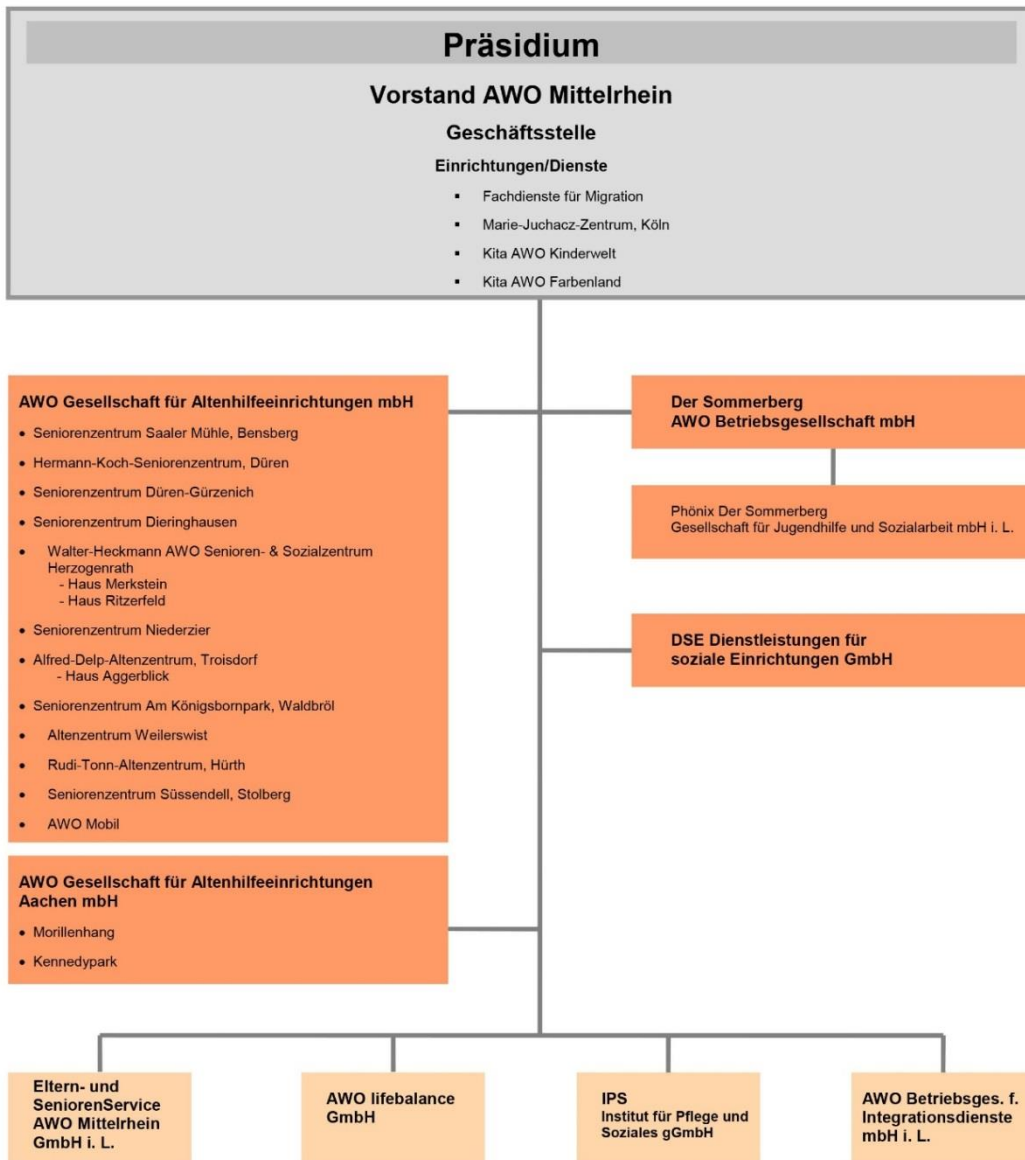 Präsidium
Vorstand AWO Mittelrhein
Geschäftsstelle
Einrichtungen/Dienste
▪ Fachdienste für Migration
▪ Marie-Juchacz-Zentrum, Köln
▪ Kita AWO Kinderwelt
▪ Kita AWO Farbenland
AWO Gesellschaft für Altenhilfeeinrichtungen mbH
• Seniorenzentrum Saaler Mühle, Bensberg
• Hermann-Koch-Seniorenzentrum, Düren
• Seniorenzentrum Düren-Gürzenich
• Seniorenzentrum Dieringhausen
• Walter-Heckmann AWO Senioren- & Sozialzentrum
Herzogenrath
- Haus Merkstein
- Haus Ritzerfeld
• Seniorenzentrum Niederzier
• Alfred-Delp-Altenzentrum, Troisdorf
- Haus Aggerblick
• Seniorenzentrum Am Königsbornpark, Waldbröl
• Altenzentrum Weilerswist
• Rudi-Tonn-Altenzentrum, Hürth
• Seniorenzentrum Süssendell, Stolberg
• AWO Mobil
AWO Gesellschaft für Altenhilfeeinrichtungen
Aachen mbH
• Morillenhang
• Kennedypark
Der Sommerberg
AWO Betriebsgesellschaft mbH
Phönix Der Sommerberg
Gesellschaft für Jugendhilfe und Sozialarbeit mbH i. L.
DSE Dienstleistungen für
soziale Einrichtungen GmbH
Eltern- und
SeniorenService
AWO Mittelrhein
GmbH i. L.
AWO lifebalance
GmbH
IPS
Institut für Pflege und
Soziales gGmbH
AWO Betriebsges. f.
Integrationsdienste
mbH i. L.